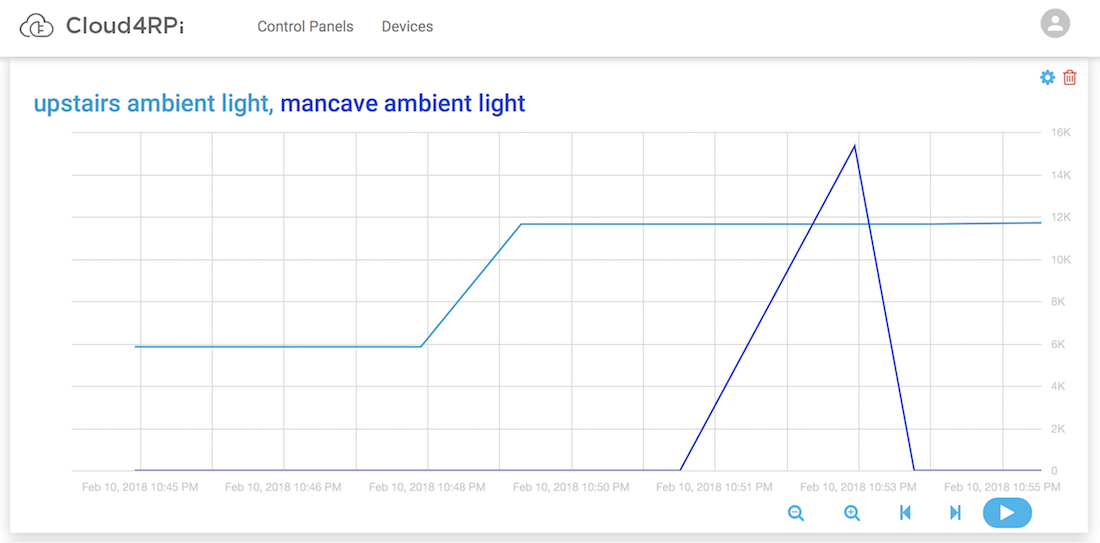 Cloud4RPi Control Panels Devices
upstairs ambient light, mancave ambient light
16K
14K
12K
10K
8K
6K
4K
2K
0
Feb 10, 2018 10:45 PM Feb 10, 2018 10:46 PM Feb 10, 2018 10:48 PM Feb 10, 2018 10:50 PM Feb 10, 2018 10:51 PM Feb 10, 2018 10:53 PM Feb 10, 2018 10:55 PM